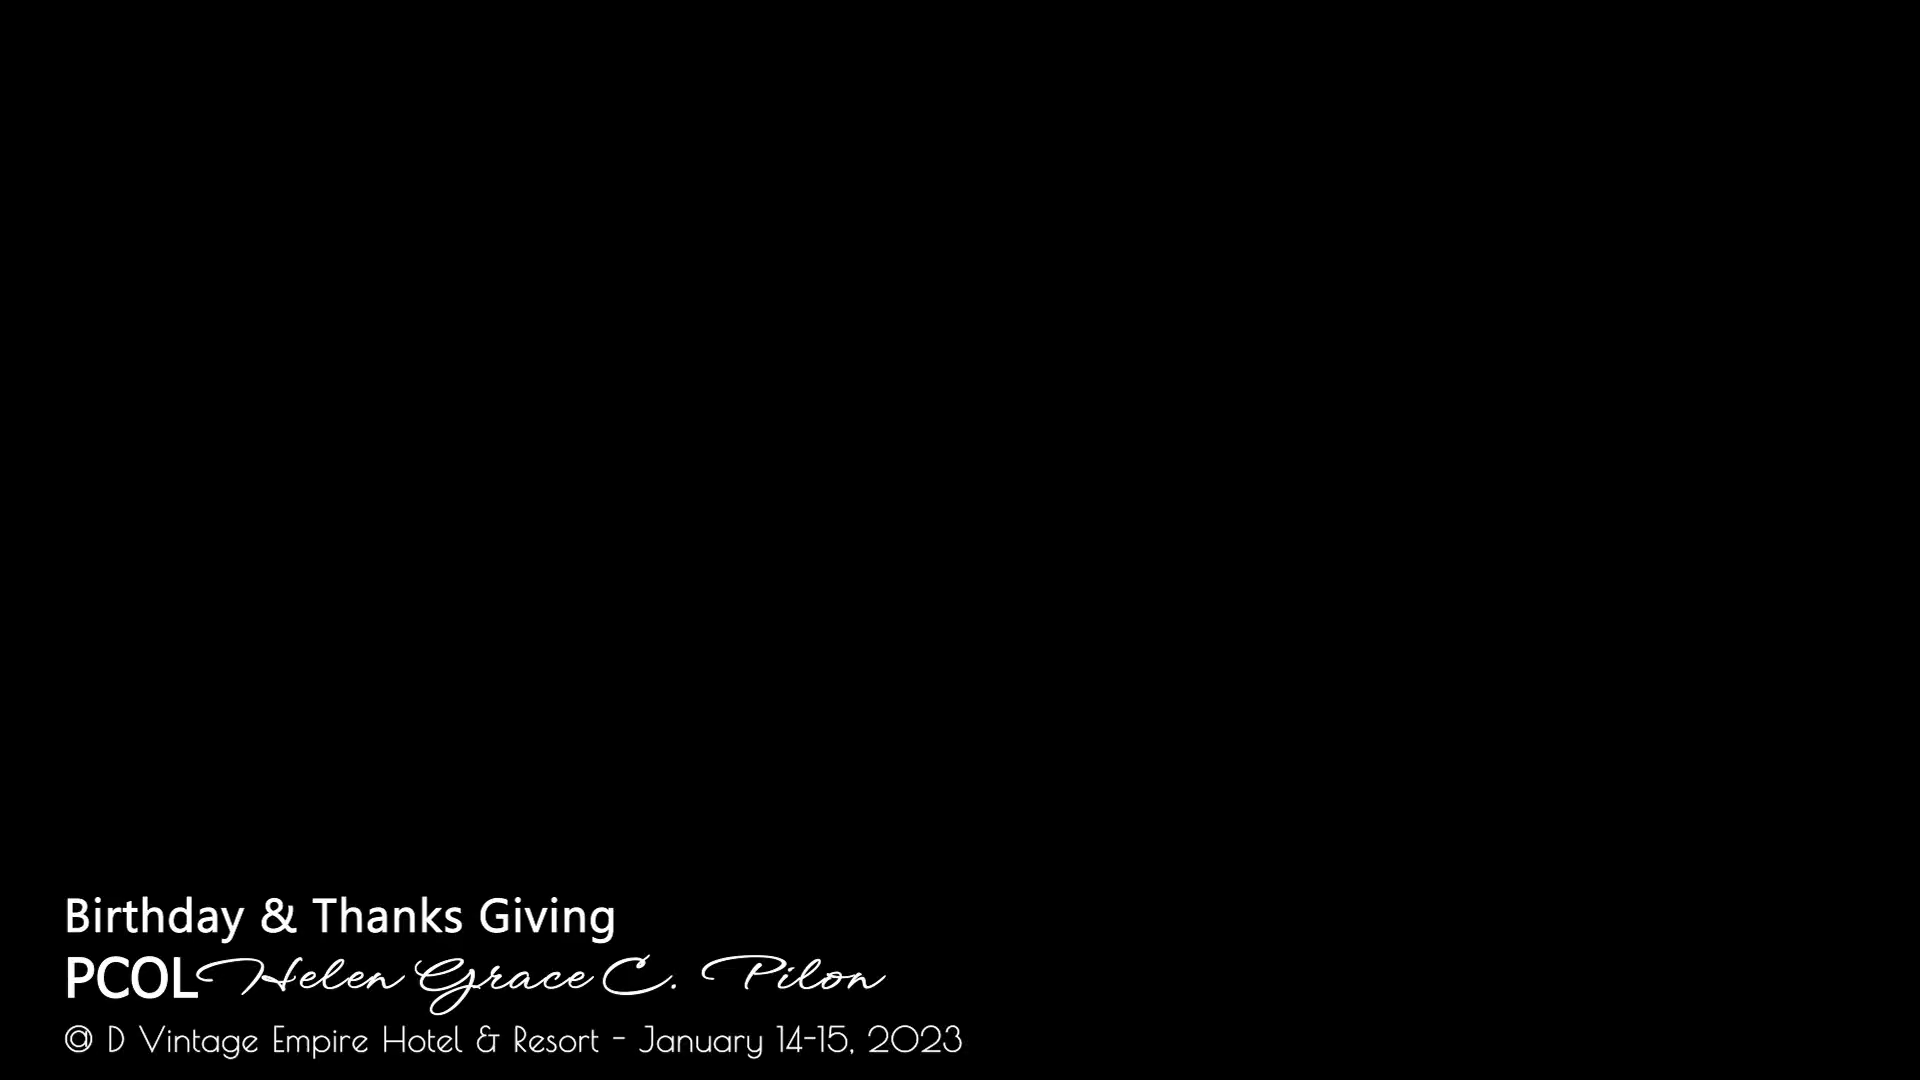 Birthday & Thanks Giving
PCOL Helen Grace C. Pilon
@ D Vintage Empire Hotel & Resort - January 14-15, 2023